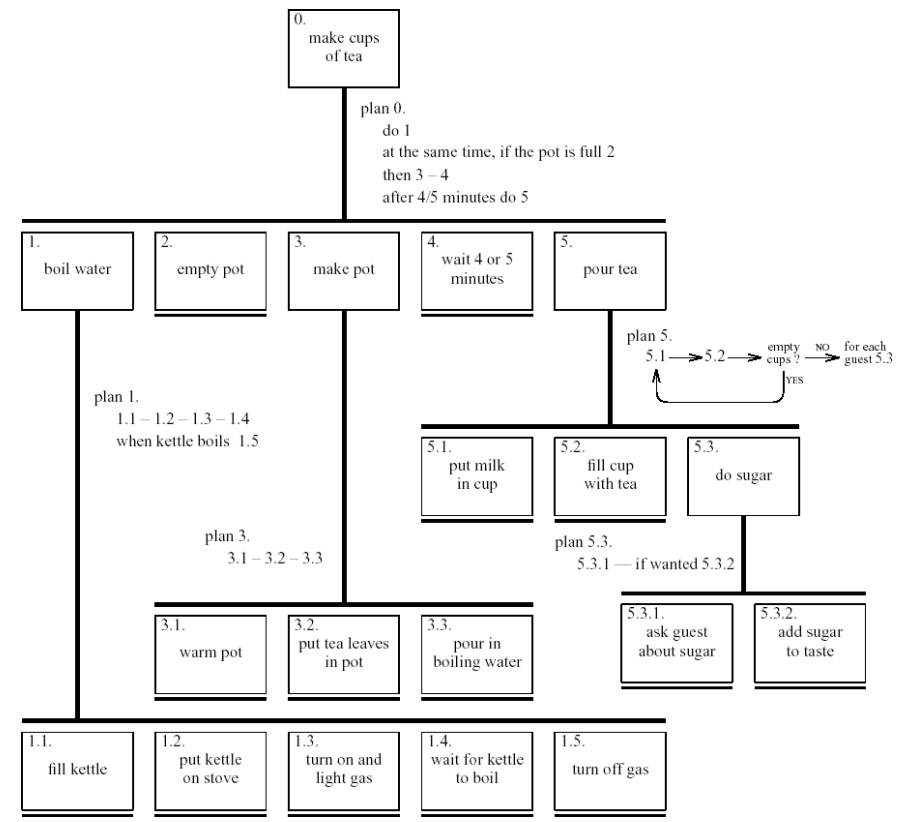 0.
make cups
of tea
plan 0.
do 1
at the same time, if the pot is full 2
then 3 – 4
after 4/5 minutes do 5
1.
boil water
2.
empty pot
3.
make pot
4.
wait 4 or 5
minutes
5.
pour tea
plan 5.
5.1
5.2
empty
cups ?
NO
for each
guest 5.3
YES
plan 1.
1.1 – 1.2 – 1.3 – 1.4
when kettle boils 1.5
5.1.
put milk
in cup
5.2.
fill cup
with tea
5.3.
do sugar
plan 3.
3.1 – 3.2 – 3.3
plan 5.3.
5.3.1 — if wanted 5.3.2
3.1.
warm pot
3.2.
put tea leaves
in pot
3.3.
pour in
boiling water
5.3.1.
ask guest
about sugar
5.3.2.
add sugar
to taste
1.1.
fill kettle
1.2.
put kettle
on stove
1.3.
turn on and
light gas
1.4.
wait for kettle
to boil
1.5.
turn off gas